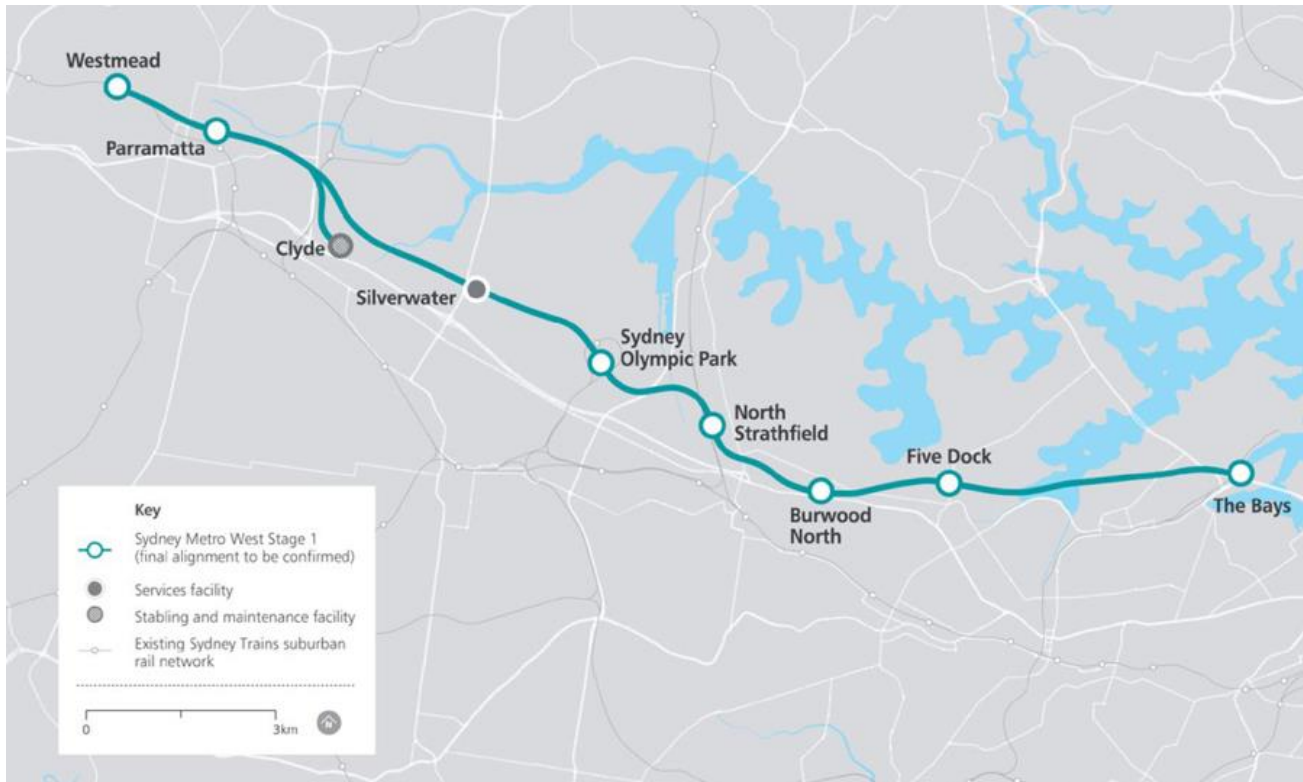 Westmead
Parramatta
Clyde
Silverwater
Sydney
Olympic Park
North
Strathfield
Five Dock
Burwood
North
The Bays
Key
Sydney Metro West Stage 1
(final alignment to be confirmed)
Services facility
Stabling and maintenance facility
Existing Sydney Trains suburban
rail network
0
3km
N